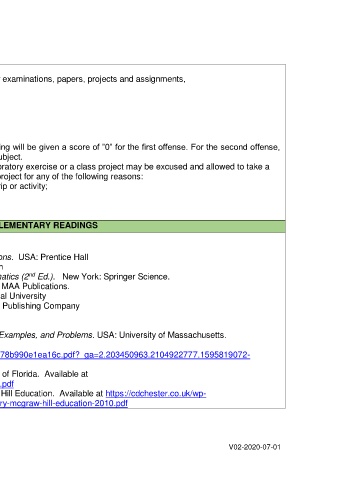 examinations, papers, projects and assignments,
ing will be given a score of "0" for the first offense. For the second offense,
ubject.
oratory exercise or a class project may be excused and allowed to take a
project for any of the following reasons:
rip or activity;
LEMENTARY READINGS
ons. USA: Prentice Hall
n
matics (2nd Ed.). New York: Springer Science.
MAA Publications.
al University
Publishing Company
Examples, and Problems. USA: University of Massachusetts.
78b990e1ea16c.pdf?_ga=2.203450963.2104922777.1595819072-
of Florida. Available at
.pdf
Hill Education. Available at https://cdchester.co.uk/wp-
ry-mcgraw-hill-education-2010.pdf
V02-2020-07-01